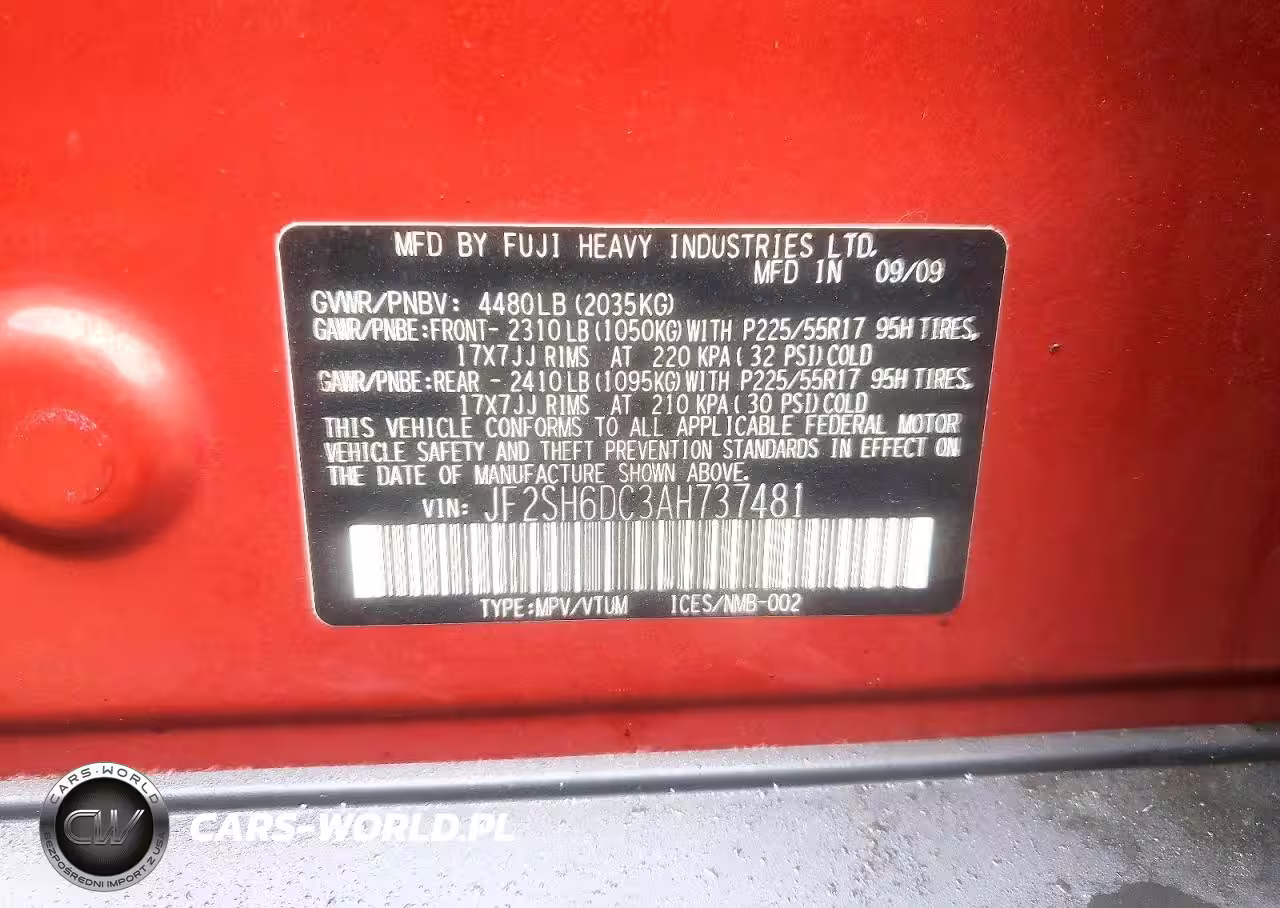 MFD BY FUJI HEAVY INDUSTRIES LTD.
MFD IN 09/09
GVWR/PNBV: 4480LB (2035KG)
GAWR/PNBE:FRONT- 2310LB (1050KG) WITH P225/55R17 95H TIRES,
17X7JJ RIMS AT 220 KPA ( 32 PSI) COLD
GAWR/PNBE:REAR - 2410LB (1095KG) WITH P225/55R17 95H TIRES,
17X7JJ RIMS AT 210 KPA ( 30 PSI) COLD
THIS VEHICLE CONFORMS TO ALL APPLICABLE FEDERAL MOTOR
VEHICLE SAFETY AND THEFT PREVENTION STANDARDS IN EFFECT ON
THE DATE OF MANUFACTURE SHOWN ABOVE.
VIN: JF2SH6DC3AH737481
TYPE:MPV/VTUM ICES/NMB-002
CARS-WORLD
CW
BEZPOŚREDNI IMPORT Z USA
CARS-WORLD.PL